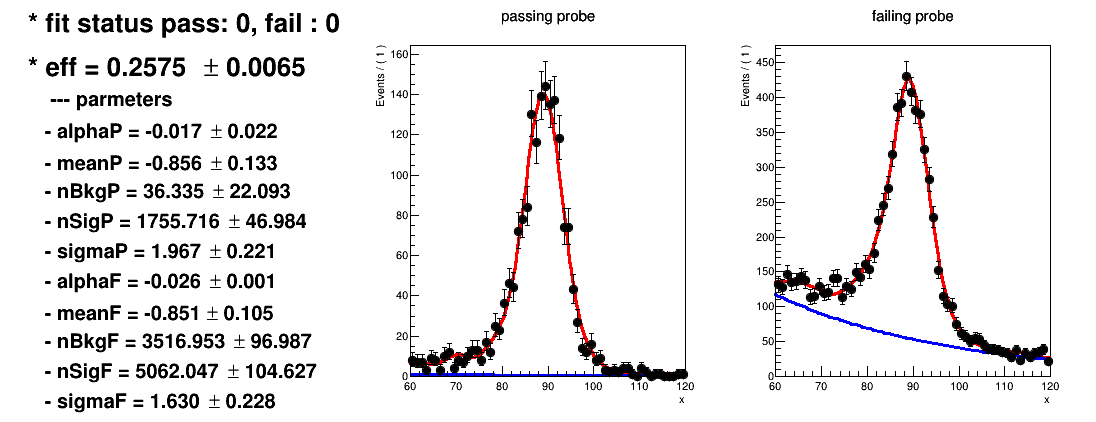 * fit status pass: 0, fail : 0
* eff = 0.2575 ± 0.0065
--- parmeters
- alphaP = -0.017 ± 0.022
- meanP = -0.856 ± 0.133
- nBkgP = 36.335 ± 22.093
- nSigP = 1755.716 ± 46.984
- sigmaP = 1.967 ± 0.221
- alphaF = -0.026 ± 0.001
- meanF = -0.851 ± 0.105
- nBkgF = 3516.953 ± 96.987
- nSigF = 5062.047 ± 104.627
- sigmaF = 1.630 ± 0.228
passing probe
Events / ( 1 )
160
140
120
100
80
60
40
20
0
60 70 80 90 100 110 120
x
failing probe
Events / ( 1 )
450
400
350
300
250
200
150
100
50
0
60 70 80 90 100 110 120
x